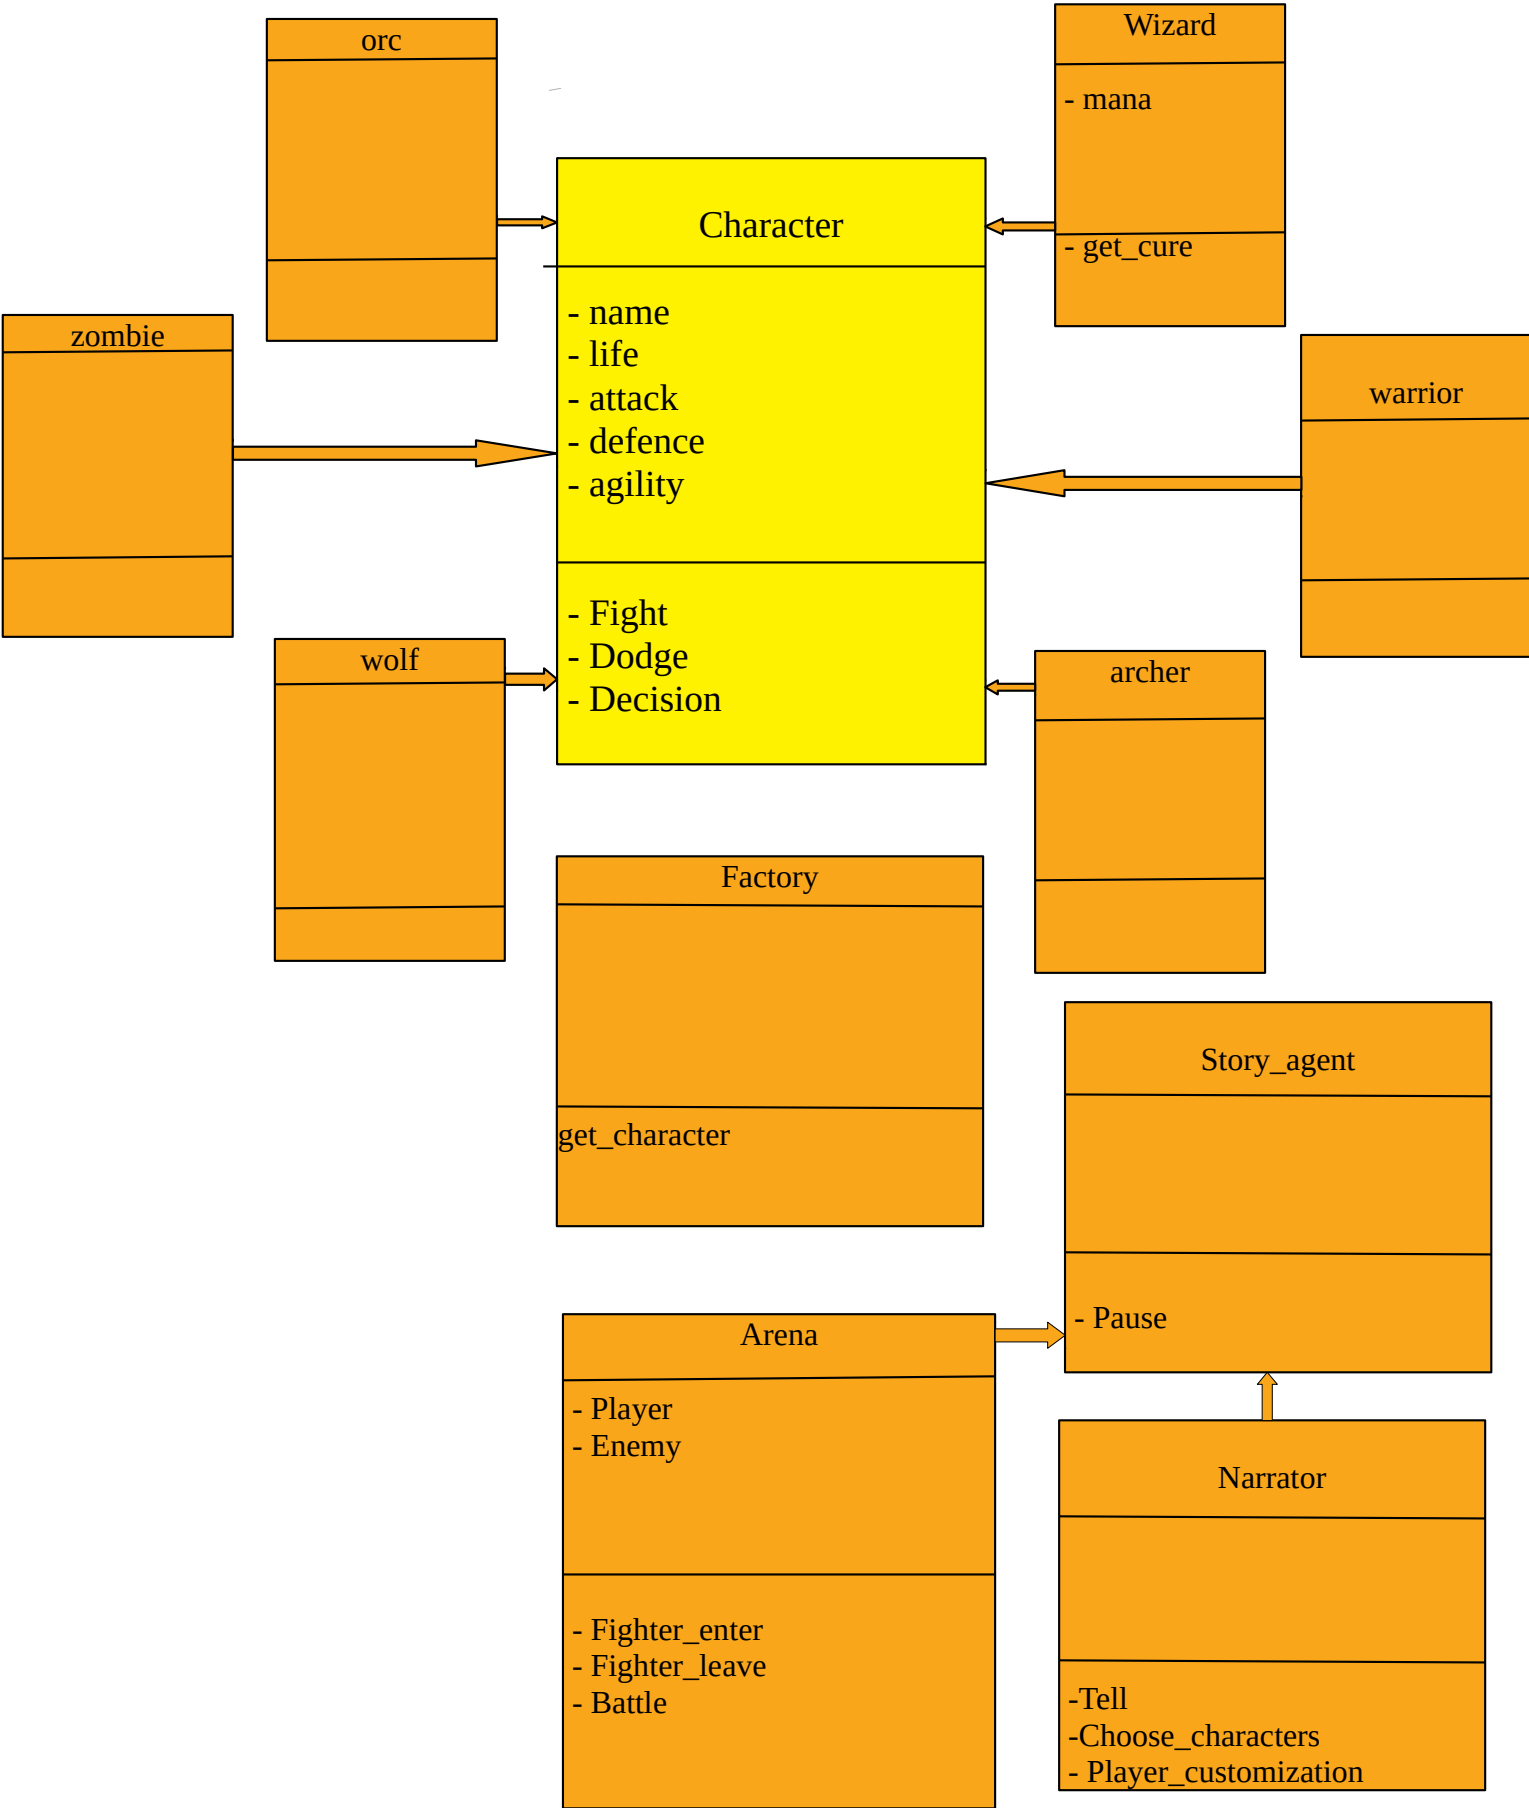 orc
Wizard
- mana
- get_cure
Character
- name
- life
- attack
- defence
- agility
- Fight
- Dodge
- Decision
zombie
warrior
wolf
archer
Factory
get_character
Story_agent
- Pause
Arena
- Player
- Enemy
- Fighter_enter
- Fighter_leave
- Battle
Narrator
-Tell
-Choose_characters
- Player_customization